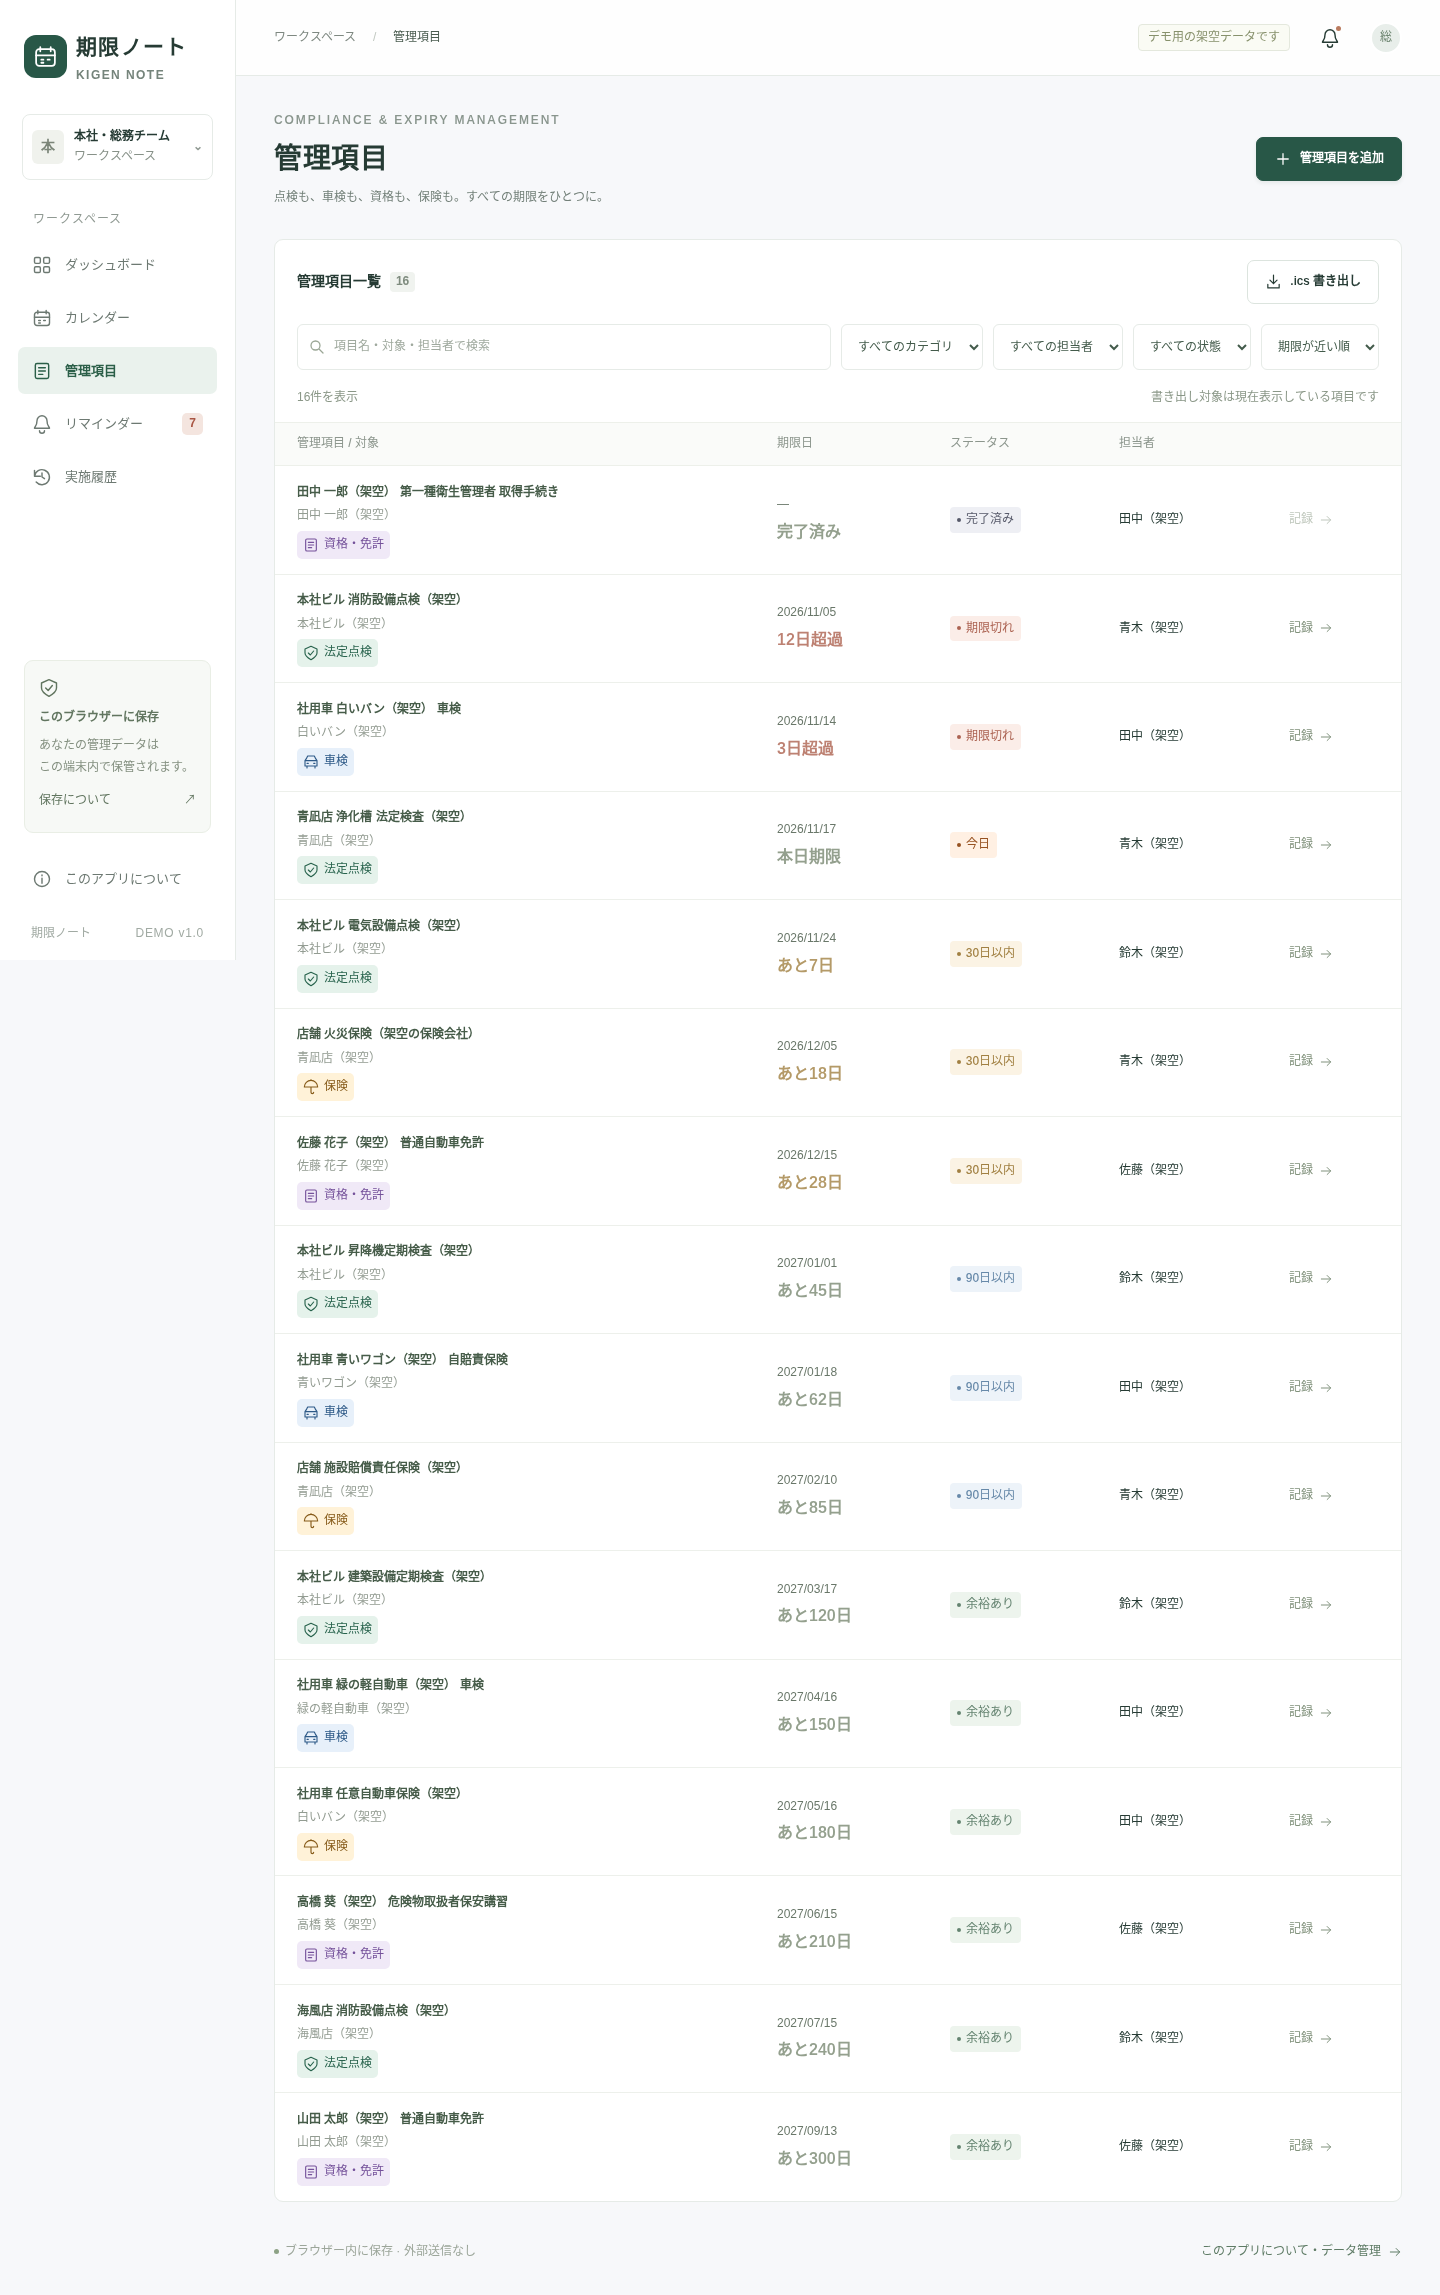 期限ノート
KIGEN NOTE
本
本社・総務チーム
ワークスペース
ワークスペース
ダッシュボード
カレンダー
管理項目
リマインダー 7
実施履歴
このブラウザーに保存
あなたの管理データは
この端末内で保管されます。
保存について ↗
このアプリについて
期限ノート DEMO v1.0
ワークスペース / 管理項目
デモ用の架空データです
総
COMPLIANCE & EXPIRY MANAGEMENT
管理項目
点検も、車検も、資格も、保険も。すべての期限をひとつに。
管理項目を追加
管理項目一覧 16
.ics 書き出し
項目名・対象・担当者で検索
すべてのカテゴリ
すべての担当者
すべての状態
期限が近い順
16件を表示
書き出し対象は現在表示している項目です
管理項目 / 対象 期限日 ステータス 担当者
田中 一郎（架空） 第一種衛生管理者 取得手続き
田中 一郎（架空）
資格・免許
—
完了済み
完了済み
田中（架空）
記録 →
本社ビル 消防設備点検（架空）
本社ビル（架空）
法定点検
2026/11/05
12日超過
期限切れ
青木（架空）
記録 →
社用車 白いバン（架空） 車検
白いバン（架空）
車検
2026/11/14
3日超過
期限切れ
田中（架空）
記録 →
青凪店 浄化槽 法定検査（架空）
青凪店（架空）
法定点検
2026/11/17
本日期限
今日
青木（架空）
記録 →
本社ビル 電気設備点検（架空）
本社ビル（架空）
法定点検
2026/11/24
あと7日
30日以内
鈴木（架空）
記録 →
店舗 火災保険（架空の保険会社）
青凪店（架空）
保険
2026/12/05
あと18日
30日以内
青木（架空）
記録 →
佐藤 花子（架空） 普通自動車免許
佐藤 花子（架空）
資格・免許
2026/12/15
あと28日
30日以内
佐藤（架空）
記録 →
本社ビル 昇降機定期検査（架空）
本社ビル（架空）
法定点検
2027/01/01
あと45日
90日以内
鈴木（架空）
記録 →
社用車 青いワゴン（架空） 自賠責保険
青いワゴン（架空）
車検
2027/01/18
あと62日
90日以内
田中（架空）
記録 →
店舗 施設賠償責任保険（架空）
青凪店（架空）
保険
2027/02/10
あと85日
90日以内
青木（架空）
記録 →
本社ビル 建築設備定期検査（架空）
本社ビル（架空）
法定点検
2027/03/17
あと120日
余裕あり
鈴木（架空）
記録 →
社用車 緑の軽自動車（架空） 車検
緑の軽自動車（架空）
車検
2027/04/16
あと150日
余裕あり
田中（架空）
記録 →
社用車 任意自動車保険（架空）
白いバン（架空）
保険
2027/05/16
あと180日
余裕あり
田中（架空）
記録 →
高橋 葵（架空） 危険物取扱者保安講習
高橋 葵（架空）
資格・免許
2027/06/15
あと210日
余裕あり
佐藤（架空）
記録 →
海風店 消防設備点検（架空）
海風店（架空）
法定点検
2027/07/15
あと240日
余裕あり
鈴木（架空）
記録 →
山田 太郎（架空） 普通自動車免許
山田 太郎（架空）
資格・免許
2027/09/13
あと300日
余裕あり
佐藤（架空）
記録 →
ブラウザー内に保存 · 外部送信なし
このアプリについて・データ管理 →